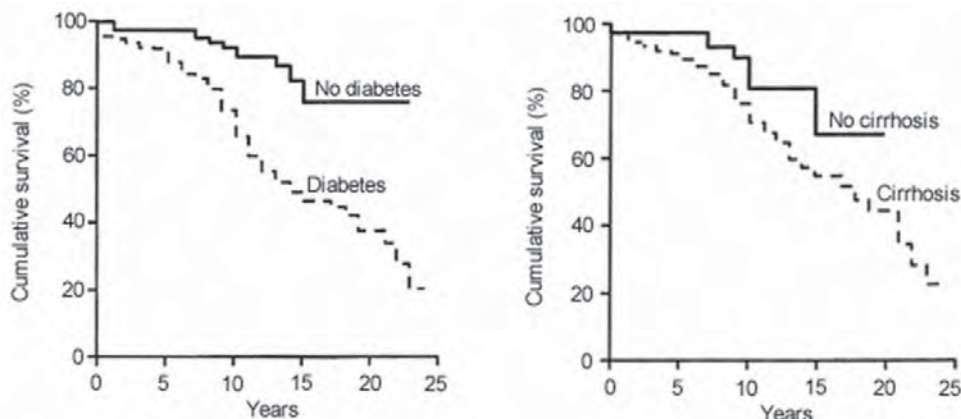 100
80
60
40
20
0
Cumulative survival (%)
No diabetes
Diabetes
0 5 10 15 20 25
Years
100
80
60
40
20
0
Cumulative survival (%)
No cirrhosis
Cirrhosis
0 5 10 15 20 25
Years